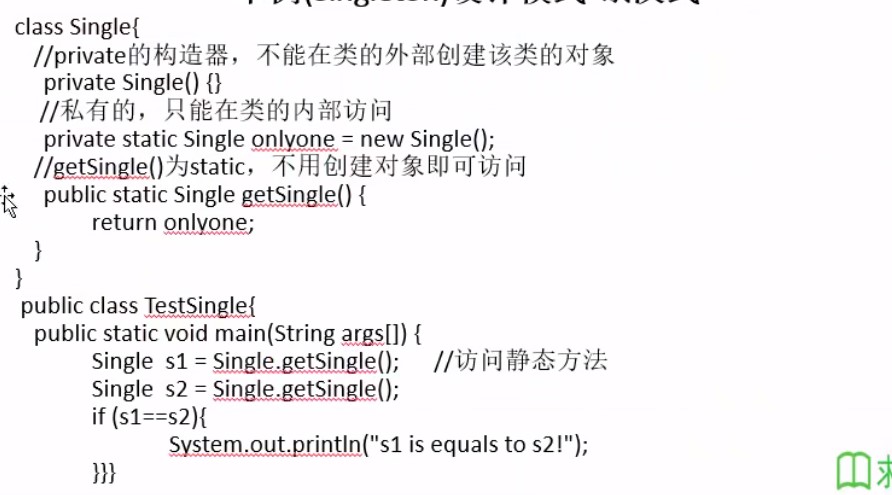 class Single{
//private的构造器，不能在类的外部创建该类的对象
private Single() {}
//私有的，只能在类的内部访问
private static Single onlyone = new Single();
//getSingle()为static，不用创建对象即可访问
public static Single getSingle() {
return onlyone;
}
}
public class TestSingle{
public static void main(String args[]) {
Single s1 = Single.getSingle(); //访问静态方法
Single s2 = Single.getSingle();
if (s1==s2){
System.out.println("s1 is equals to s2!");
}}}